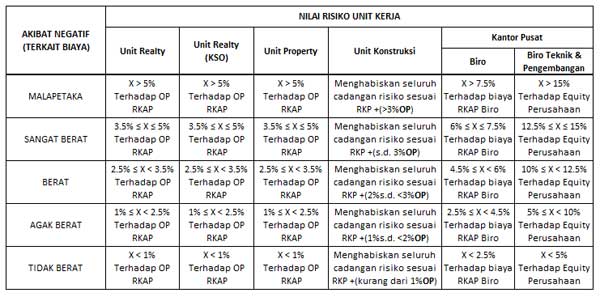 AKIBAT NEGATIF
(TERKAIT BIAYA)
NILAI RISIKO UNIT KERJA
Unit Realty
Unit Realty
(KSO)
Unit Property
Unit Konstruksi
Kantor Pusat
Biro
Biro Teknik &
Pengembangan
MALAPETAKA
X > 5%
Terhadap OP
RKAP
X > 5%
Terhadap OP
RKAP
X > 5%
Terhadap OP
RKAP
Menghabiskan seluruh
cadangan risiko sesuai
RKP +(>3%OP)
X > 7.5%
Terhadap biaya
RKAP Biro
X > 15%
Terhadap Equity
Perusahaan
SANGAT BERAT
3.5% ≤ X ≤ 5%
Terhadap OP
RKAP
3.5% ≤ X ≤ 5%
Terhadap OP
RKAP
3.5% ≤ X ≤ 5%
Terhadap OP
RKAP
Menghabiskan seluruh
cadangan risiko sesuai
RKP +(s.d. 3%OP)
6% ≤ X ≤ 7.5%
Terhadap biaya
RKAP Biro
12.5% ≤ X ≤ 15%
Terhadap Equity
Perusahaan
BERAT
2.5% ≤ X < 3.5%
Terhadap OP
RKAP
2.5% ≤ X < 3.5%
Terhadap OP
RKAP
2.5% ≤ X < 3.5%
Terhadap OP
RKAP
Menghabiskan seluruh
cadangan risiko sesuai
RKP +(2%s.d. <3%OP)
4.5% ≤ X < 6%
Terhadap biaya
RKAP Biro
10% ≤ X < 12.5%
Terhadap Equity
Perusahaan
AGAK BERAT
1% ≤ X < 2.5%
Terhadap OP
RKAP
1% ≤ X < 2.5%
Terhadap OP
RKAP
1% ≤ X < 2.5%
Terhadap OP
RKAP
Menghabiskan seluruh
cadangan risiko sesuai
RKP +(1%s.d. <2%OP)
2.5% ≤ X < 4.5%
Terhadap biaya
RKAP Biro
5% ≤ X < 10%
Terhadap Equity
Perusahaan
TIDAK BERAT
X < 1%
Terhadap OP
RKAP
X < 1%
Terhadap OP
RKAP
X < 1%
Terhadap OP
RKAP
Menghabiskan seluruh
cadangan risiko sesuai
RKP +(kurang dari 1%OP)
X < 2.5%
Terhadap biaya
RKAP Biro
X < 5%
Terhadap Equity
Perusahaan